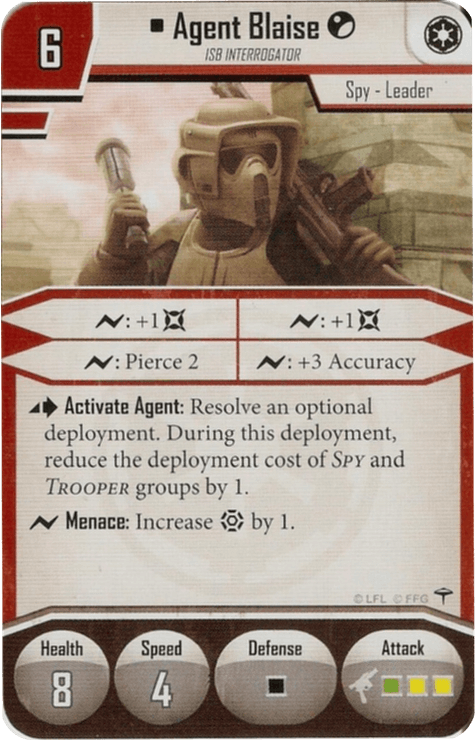 6
Agent Blaise
ISB INTERROGATOR
Spy - Leader
: +1
: +1
: Pierce 2
: +3 Accuracy
Activate Agent: Resolve an optional
deployment. During this deployment,
reduce the deployment cost of SPY and
TROOPER groups by 1.
Menace: Increase by 1.
© LFL © FFG
Health
8
Speed
4
Defense
Attack